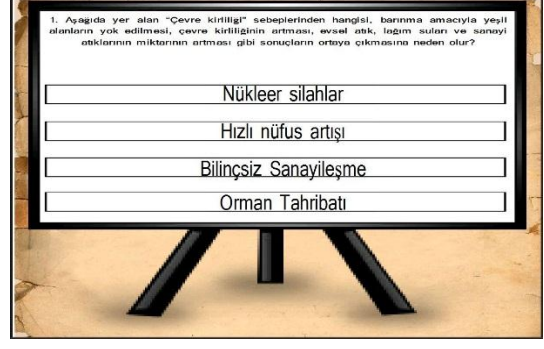 1. Aşağıda yer alan "Çevre kirliliği" sebeplerinden hangisi, barınma amacıyla yeşil
alanların yok edilmesi, çevre kirliliğinin artması, evsel atık, lağım suları ve sanayi
atıklarının miktarının artması gibi sonuçların ortaya çıkmasına neden olur?
Nükleer silahlar
Hızlı nüfus artışı
Bilinçsiz Sanayileşme
Orman Tahribatı